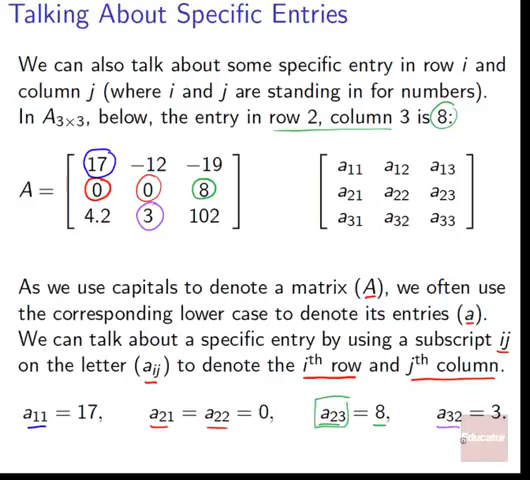 Talking About Specific Entries
We can also talk about some specific entry in row i and
column j (where i and j are standing in for numbers).
In A3×3, below, the entry in row 2, column 3 is 8:
17 −12 −19
A = 0 0 8
4.2 3 102
a11 a12 a13
a21 a22 a23
a31 a32 a33
As we use capitals to denote a matrix (A), we often use
the corresponding lower case to denote its entries (a).
We can talk about a specific entry by using a subscript ij
on the letter (aij) to denote the ith row and jth column.
a11 = 17, a21 = a22 = 0, a23 = 8, a32 = 3.
Educator